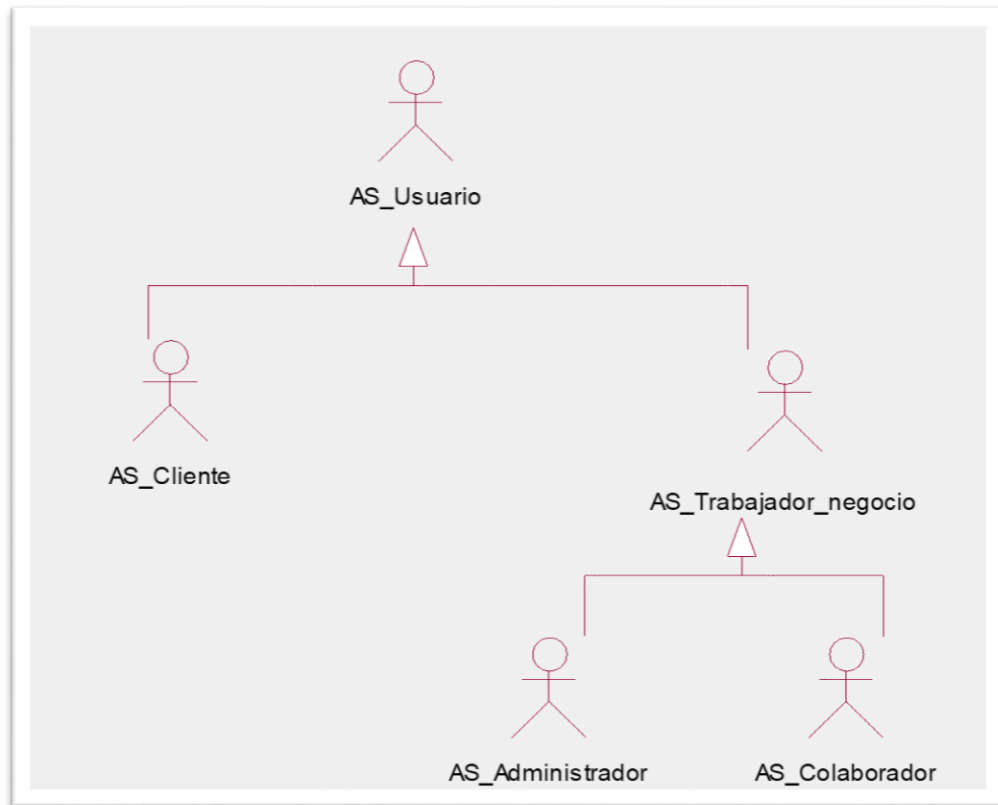 AS_Usuario
AS_Cliente
AS_Trabajador_negocio
AS_Administrador
AS_Colaborador